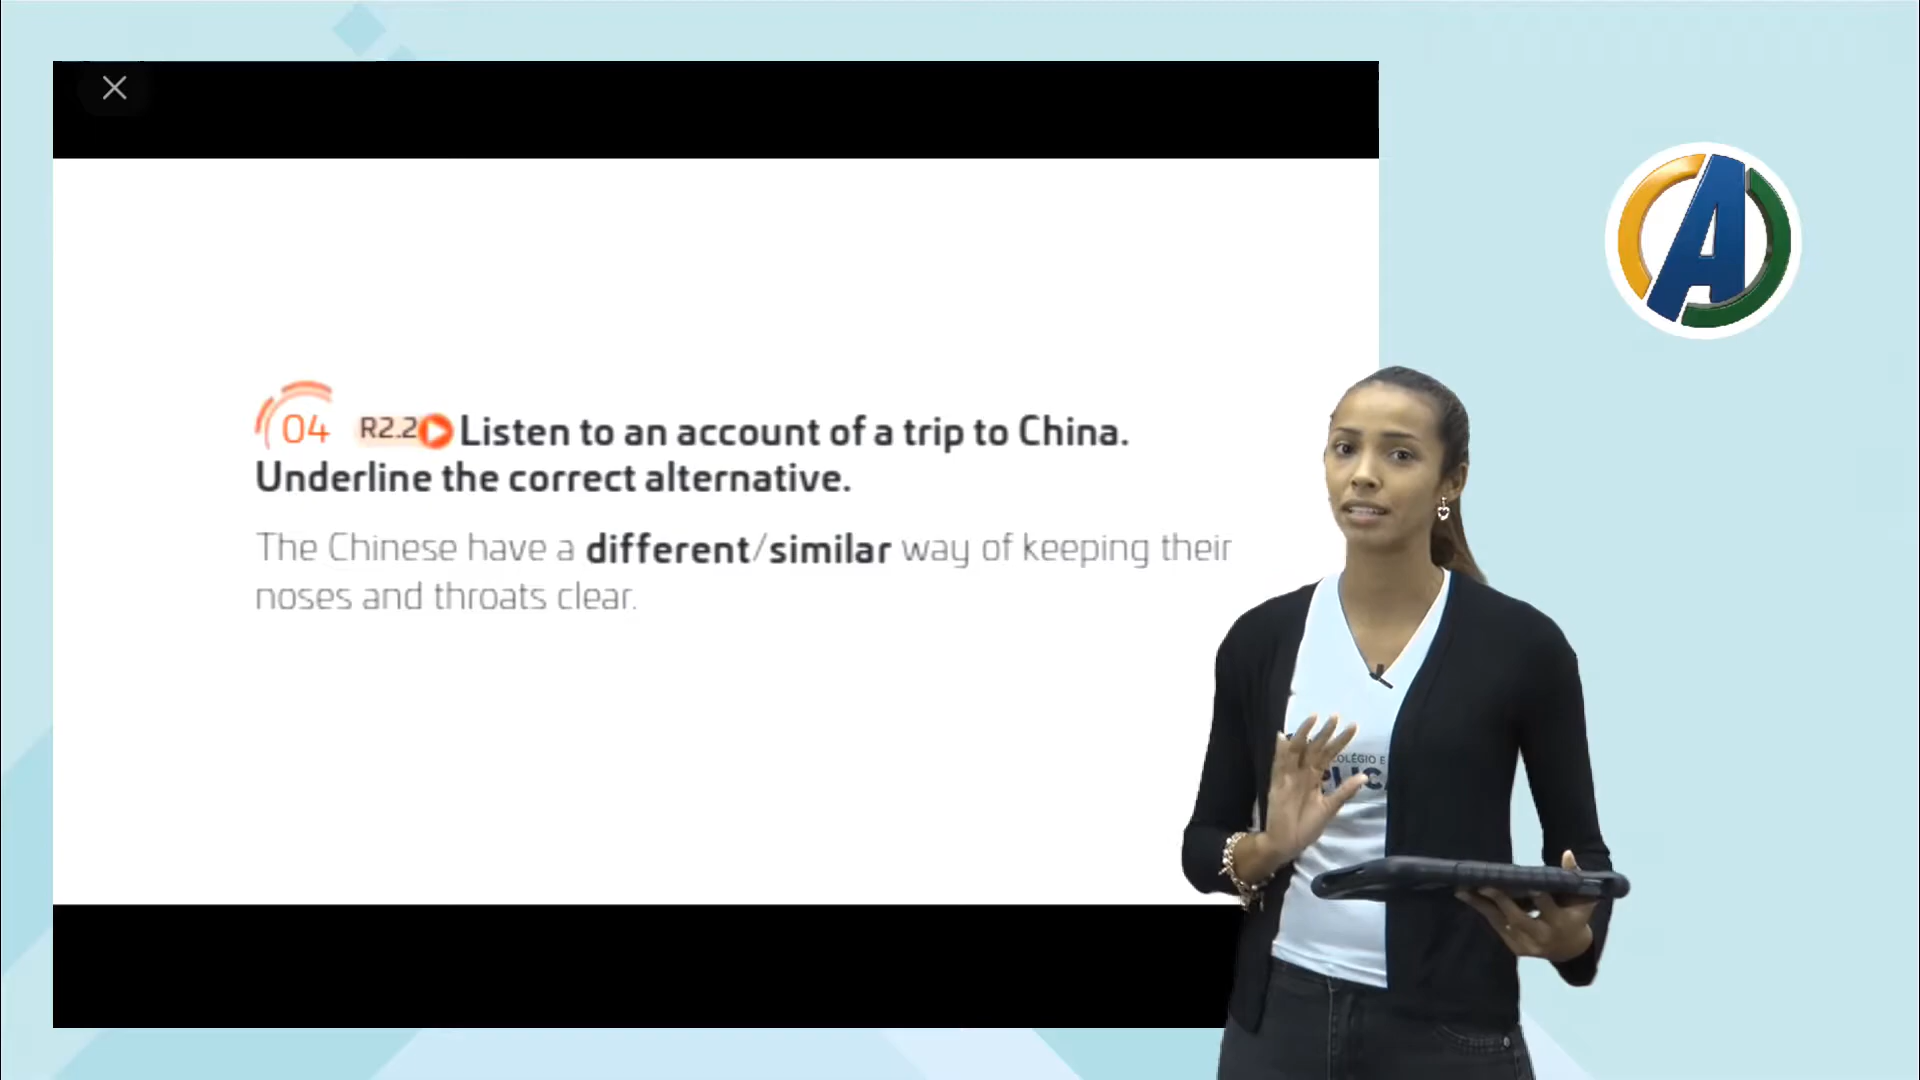 04 R2.2 Listen to an account of a trip to China.
Underline the correct alternative.
The Chinese have a different/similar way of keeping their
noses and throats clear.
A